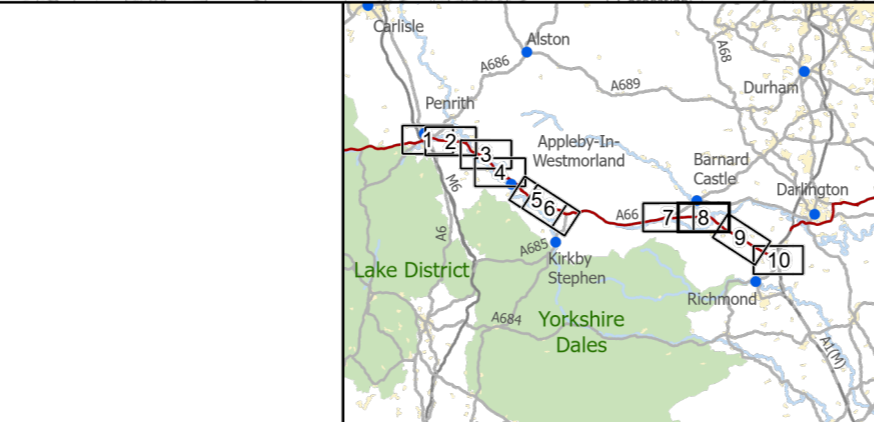 Carlisle
Alston
A68
A686
A689
Durham
Penrith
1
2
3
4
Appleby-In-
Westmorland
Barnard
Castle
Darlington
M6
5
6
A66
7
8
9
10
A6
A685
Kirkby
Stephen
Lake District
Richmond
A684
Yorkshire
Dales
A1(M)